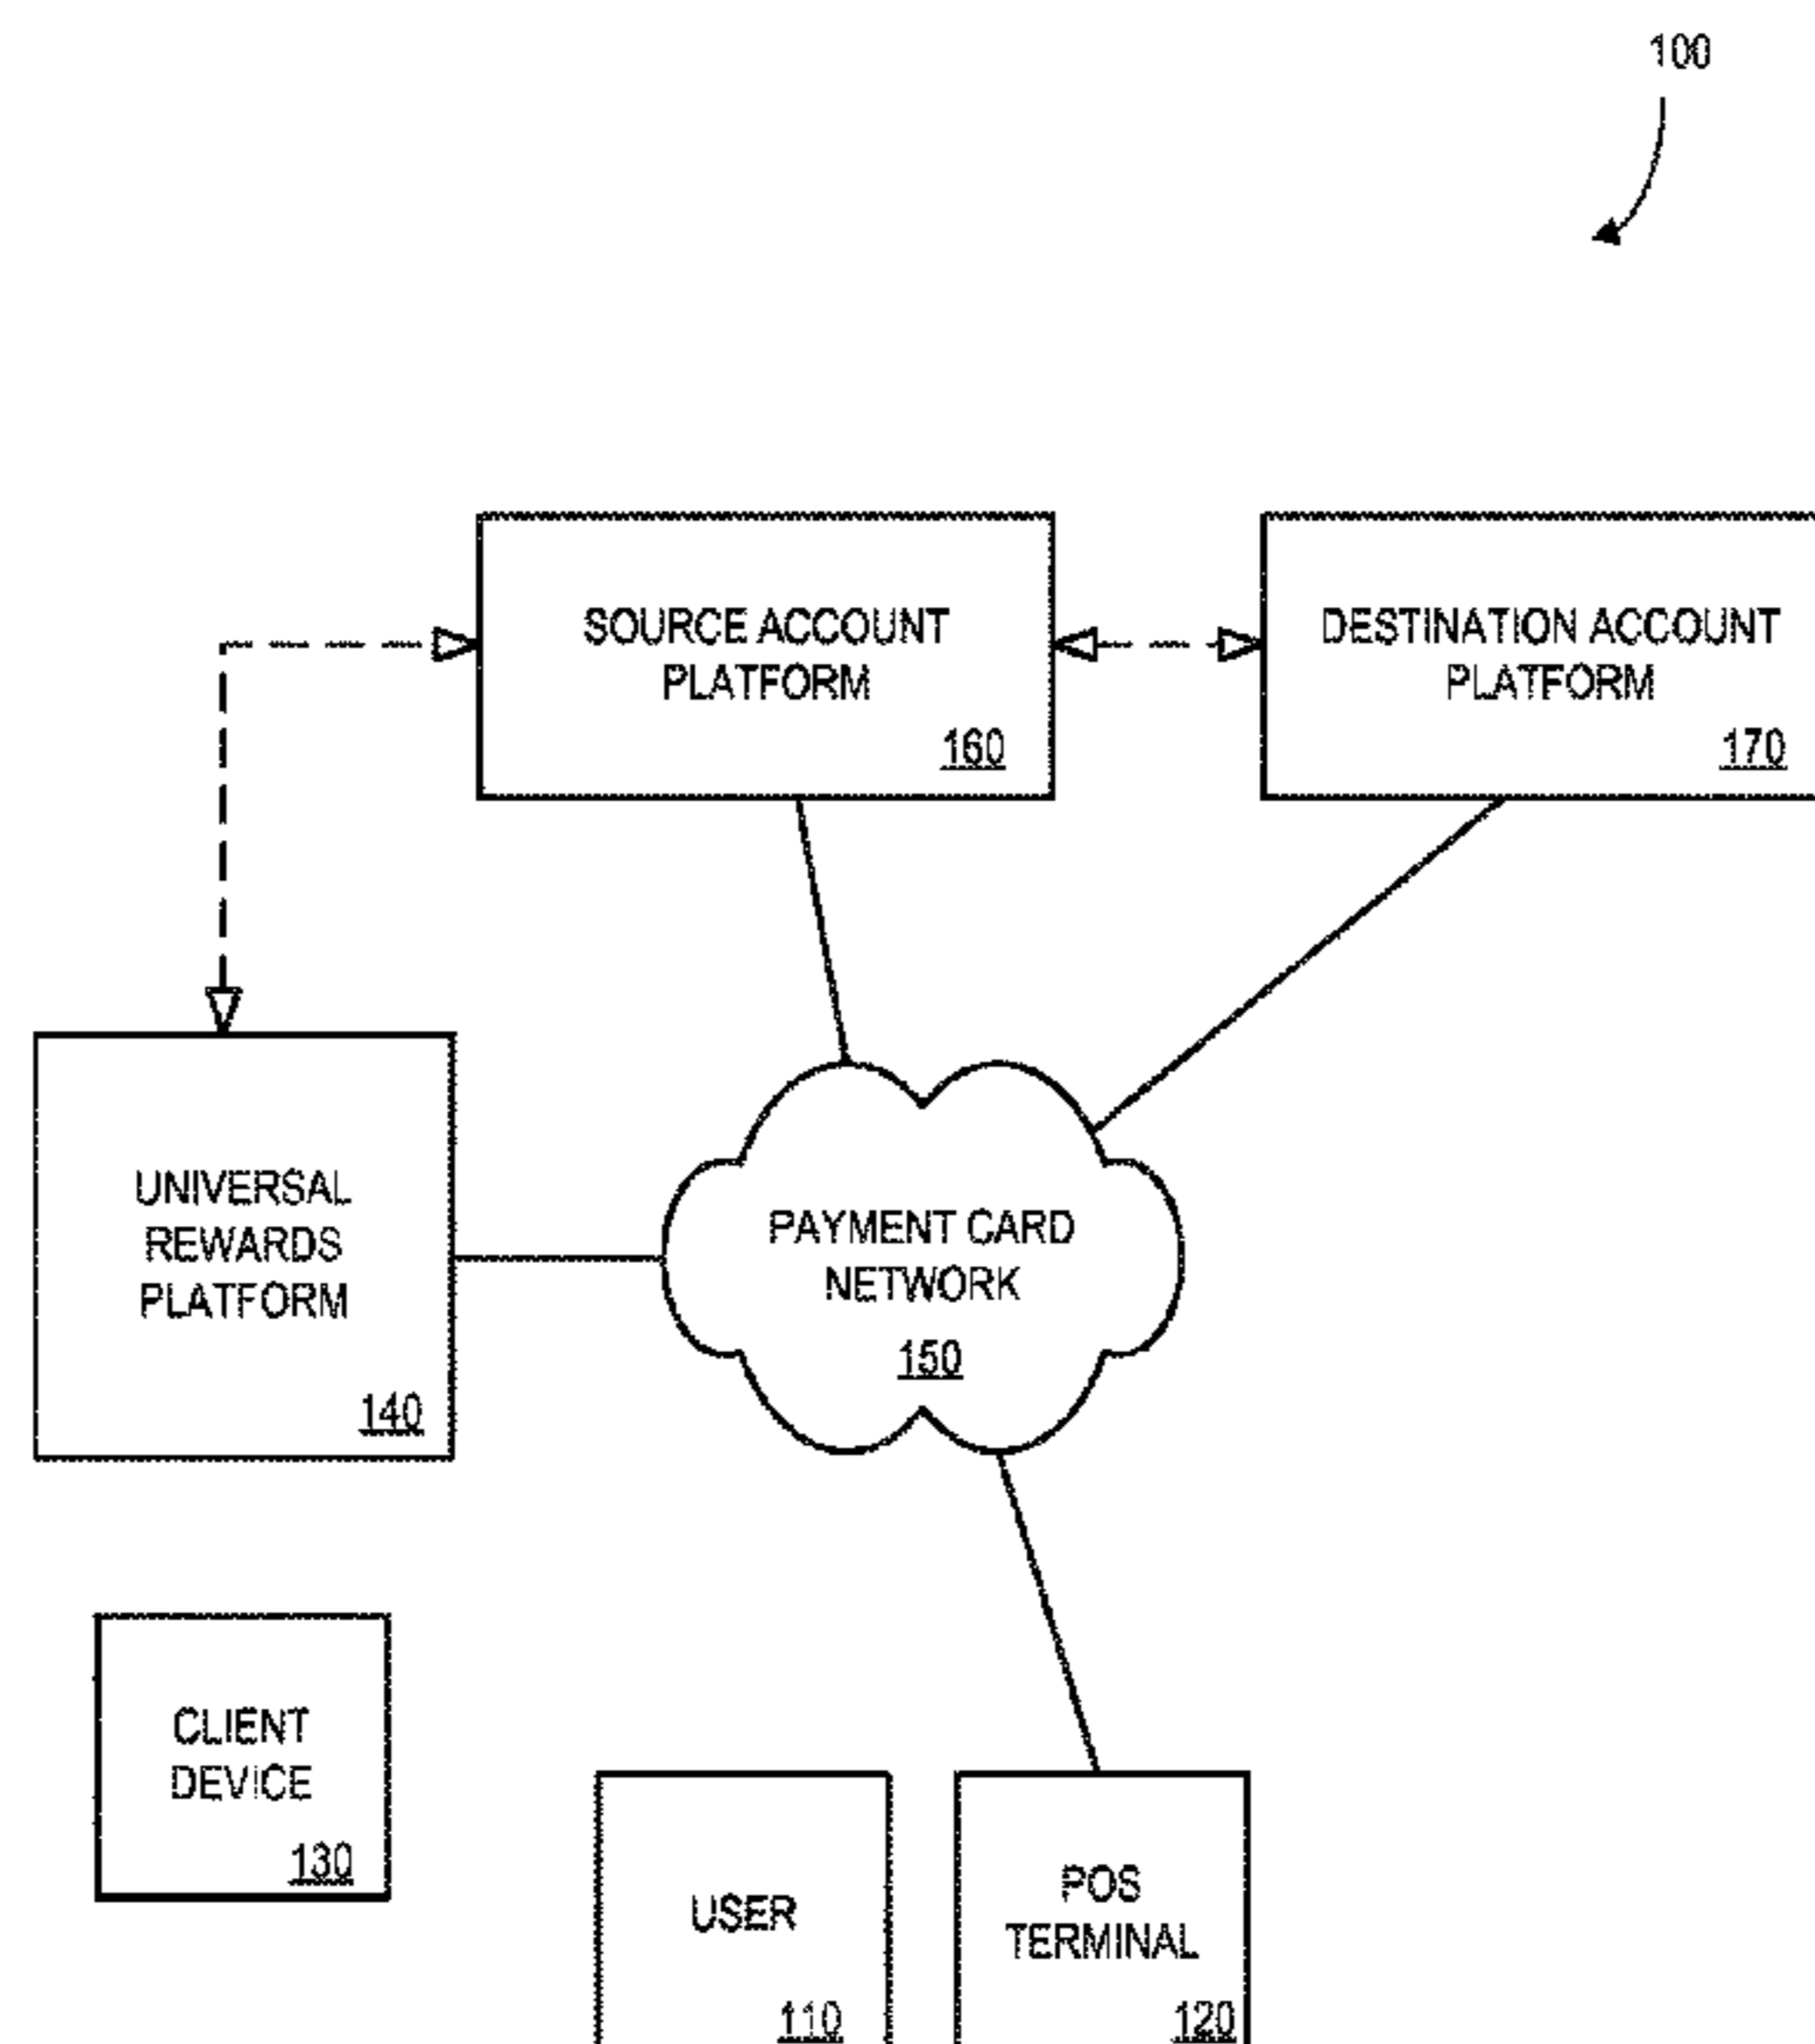 100
SOURCE ACCOUNT
PLATFORM
160
DESTINATION ACCOUNT
PLATFORM
170
UNIVERSAL
REWARDS
PLATFORM
140
PAYMENT CARD
NETWORK
150
CLIENT
DEVICE
130
USER
110
POS
TERMINAL
120